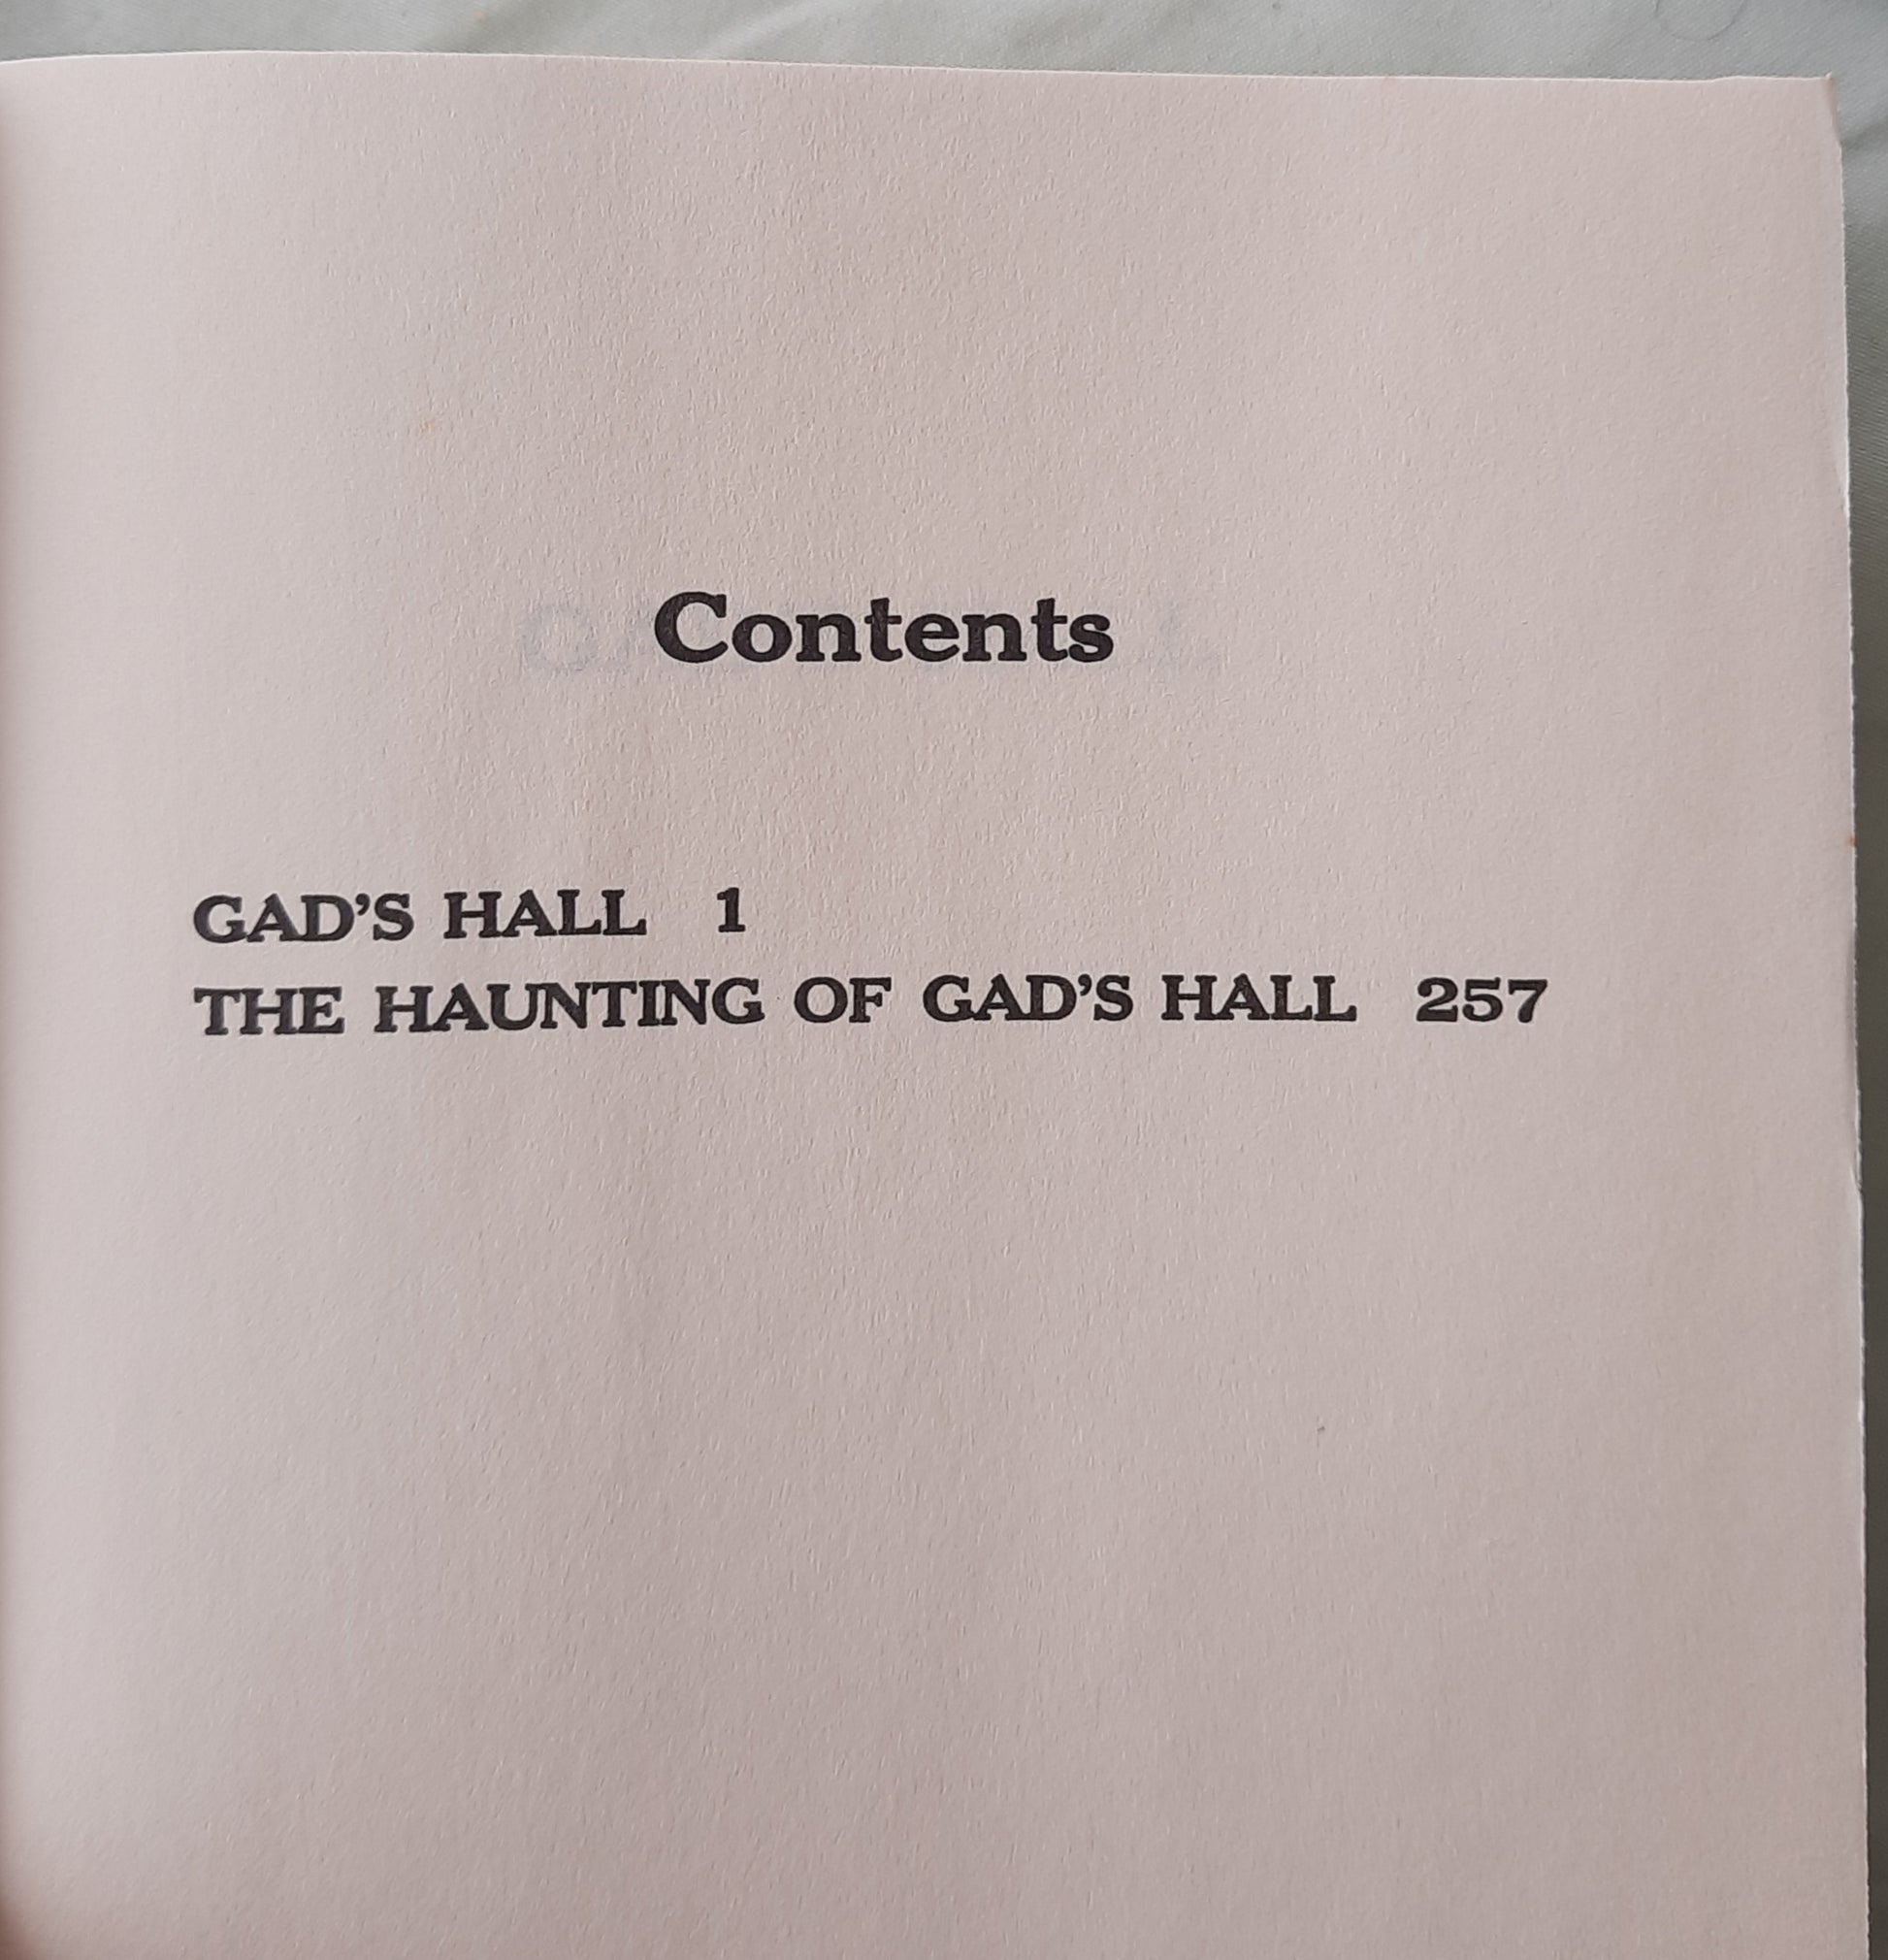 Contents
GAD'S HALL 1
THE HAUNTING OF GAD'S HALL 257